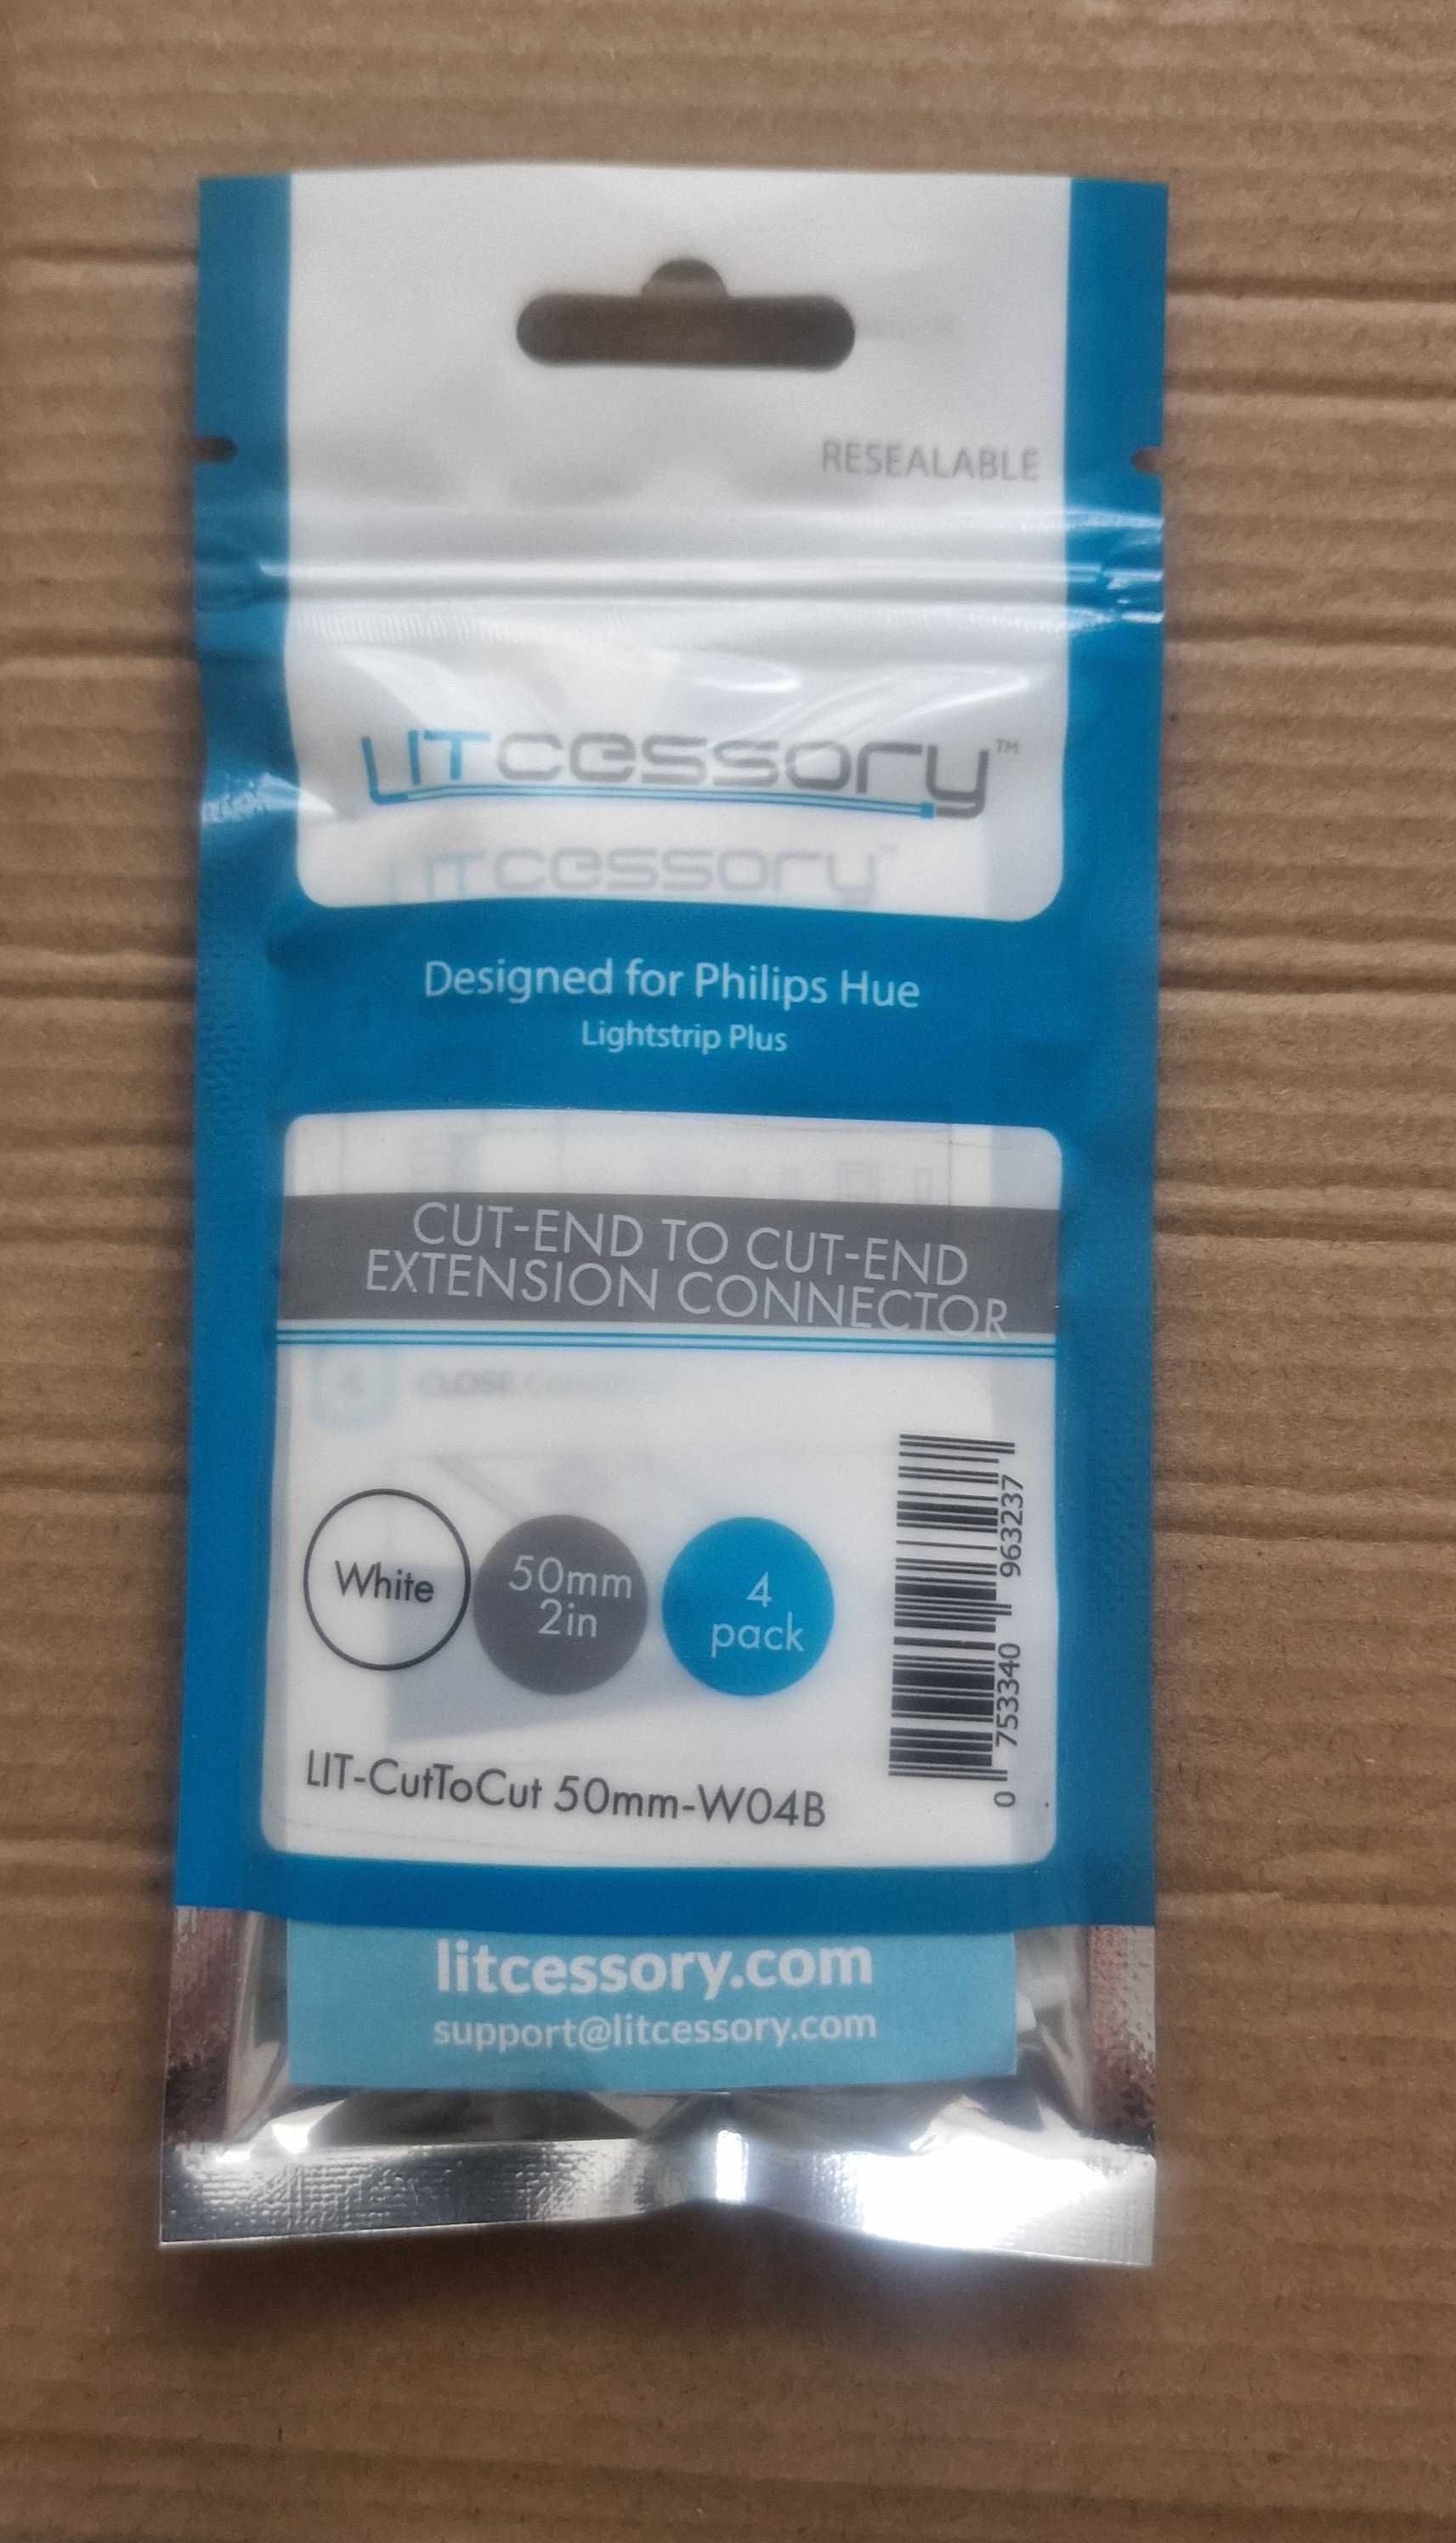 RESEALABLE
LITcessory™
LITcessory™
Designed for Philips Hue
Lightstrip Plus
CUT-END TO CUT-END
EXTENSION CONNECTOR
CLOSE
White
50mm
2in
4
pack
0 753340 963237
LIT-CutToCut 50mm-W04B
litcessory.com
support@litcessory.com